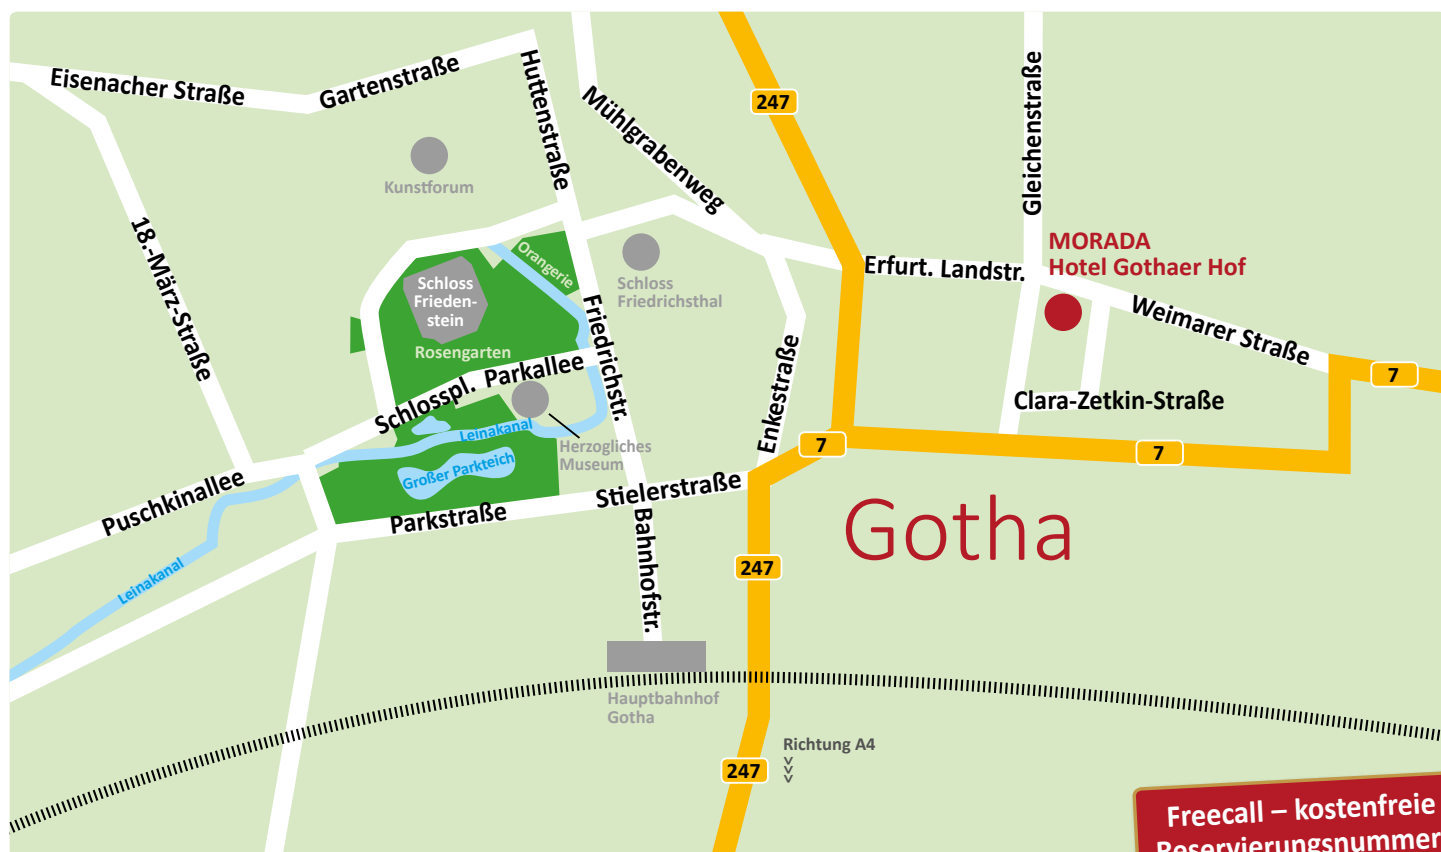 Eisenacher Straße
Gartenstraße
Huttenstraße
Mühlgrabenweg
247
Gleichenstraße
Kunstforum
18.-März-Straße
Orangerie
Schloss
Frieden-
stein
Rosengarten
Schloss
Friedrichsthal
Erfurt. Landstr.
MORADA
Hotel Gothaer Hof
Weimarer Straße
7
Friedrichstr.
Schlosspl.
Parkallee
Enkestraße
Clara-Zetkin-Straße
Leinakanal
Herzogliches
Museum
7
7
Großer Parkteich
Puschkinallee
Parkstraße
Stielerstraße
Bahnhofstr.
Gotha
247
Leinakanal
Hauptbahnhof
Gotha
Richtung A4
247
Freecall – kostenfreie
Reservierungsnummer